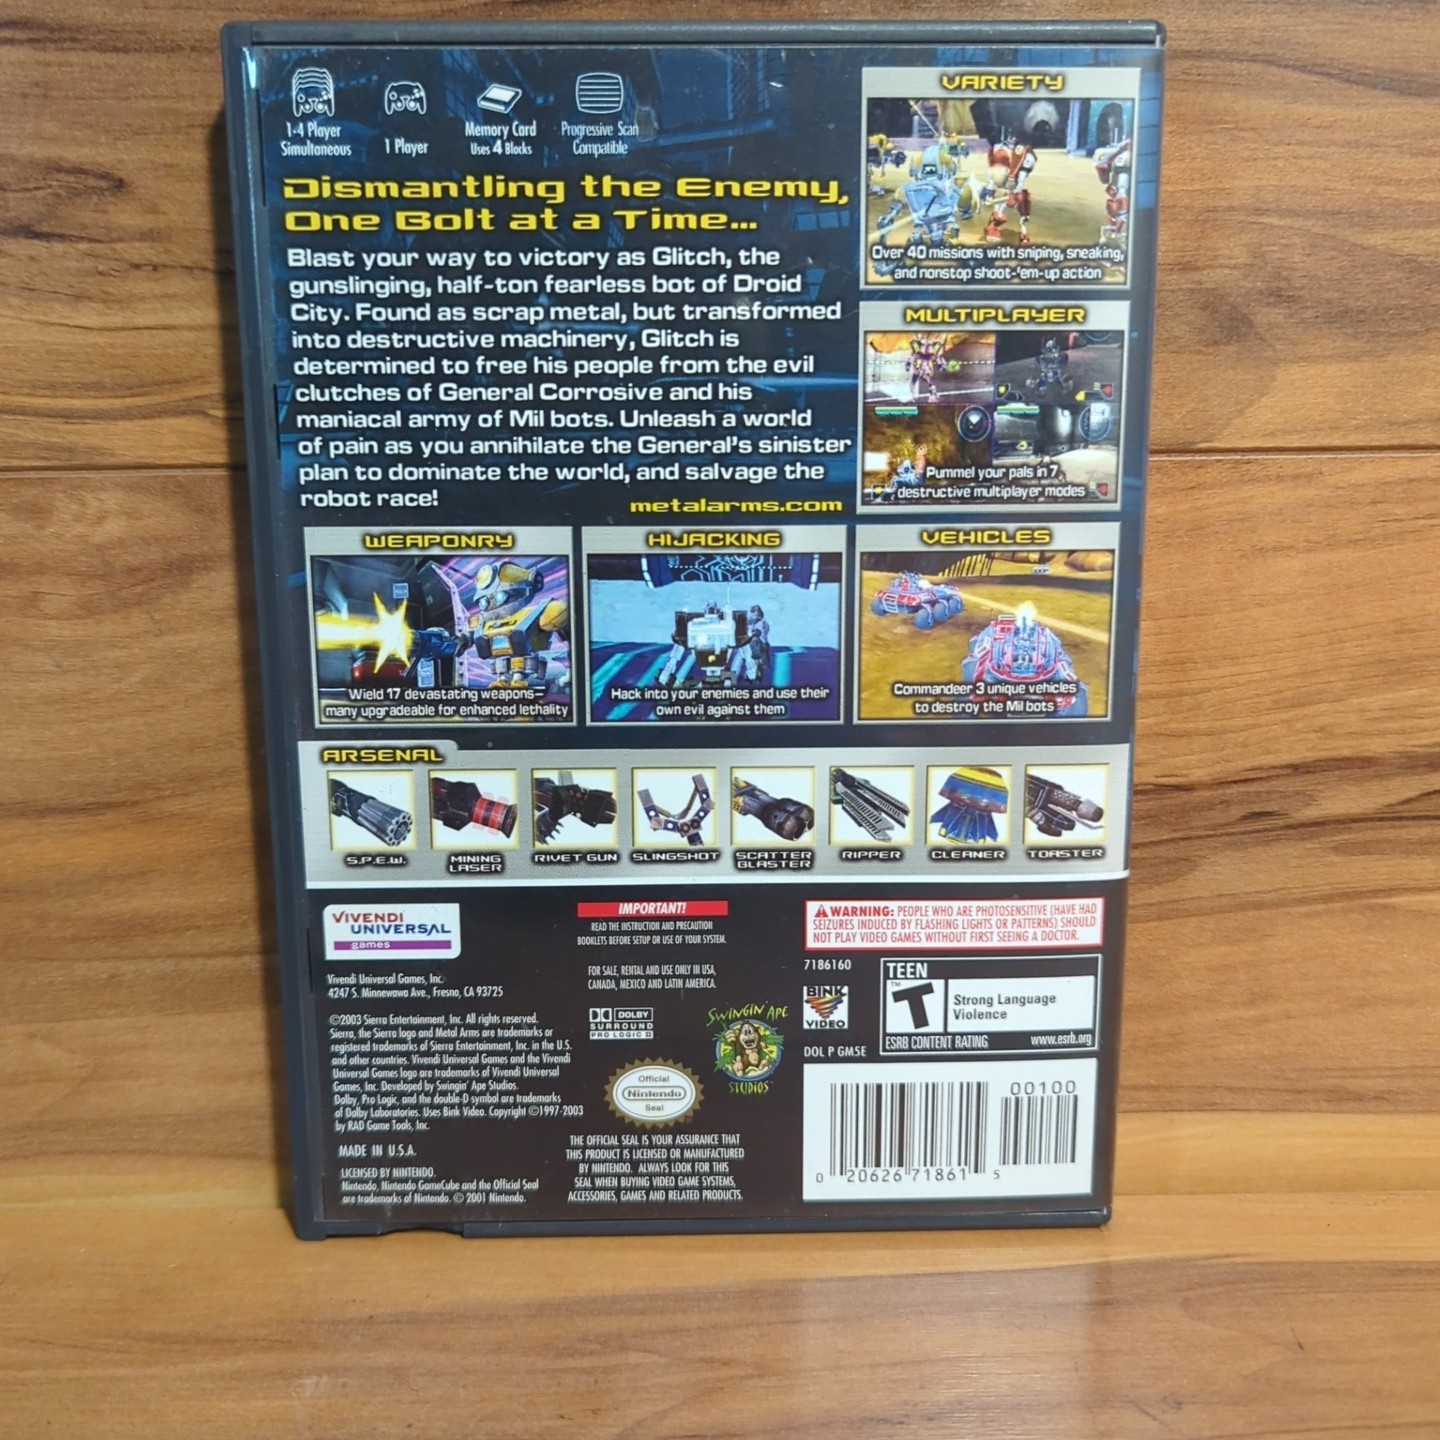 1-4 Player
Simultaneous
1 Player
Memory Card
Uses 4 Blocks
Progressive Scan
Compatible
Dismantling the Enemy,
One Bolt at a Time...
Blast your way to victory as Glitch, the
gunslinging, half-ton fearless bot of Droid
City. Found as scrap metal, but transformed
into destructive machinery, Glitch is
determined to free his people from the evil
clutches of General Corrosive and his
maniacal army of Mil bots. Unleash a world
of pain as you annihilate the General's sinister
plan to dominate the world, and salvage the
robot race!
metalarms.com
VARIETY
Over 40 missions with sniping, sneaking,
and nonstop shoot-'em-up action
MULTIPLAYER
Pummel your pals in 7
destructive multiplayer modes
WEAPONRY
Wield 17 devastating weapons—
many upgradeable for enhanced lethality
HIJACKING
Hack into your enemies and use their
own evil against them
VEHICLES
Commandeer 3 unique vehicles
to destroy the Mil bots
ARSENAL
S.P.E.W.
MINING
LASER
RIVET GUN
SLINGSHOT
SCATTER
BLASTER
RIPPER
CLEANER
TOASTER
VIVENDI
UNIVERSAL
games
Vivendi Universal Games, Inc.
4247 S. Minnewawa Ave., Fresno, CA 93725
©2003 Sierra Entertainment, Inc. All rights reserved.
Sierra, the Sierra logo and Metal Arms are trademarks or
registered trademarks of Sierra Entertainment, Inc. in the U.S.
and other countries. Vivendi Universal Games and the Vivendi
Universal Games logo are trademarks of Vivendi Universal
Games, Inc. Developed by Swingin' Ape Studios.
Dolby, Pro Logic, and the double-D symbol are trademarks
of Dolby Laboratories. Uses Bink Video. Copyright ©1997-2003
by RAD Game Tools, Inc.
MADE IN U.S.A.
LICENSED BY NINTENDO.
Nintendo, Nintendo GameCube and the Official Seal
are trademarks of Nintendo. © 2001 Nintendo.
IMPORTANT!
READ THE INSTRUCTION AND PRECAUTION
BOOKLETS BEFORE SETUP OR USE OF YOUR SYSTEM.
FOR SALE, RENTAL AND USE ONLY IN USA,
CANADA, MEXICO AND LATIN AMERICA.
DOLBY
SURROUND
PRO LOGIC II
SWINGIN' APE
STUDIOS
Official
Nintendo
Seal
THE OFFICIAL SEAL IS YOUR ASSURANCE THAT
THIS PRODUCT IS LICENSED OR MANUFACTURED
BY NINTENDO. ALWAYS LOOK FOR THIS
SEAL WHEN BUYING VIDEO GAME SYSTEMS,
ACCESSORIES, GAMES AND RELATED PRODUCTS.
WARNING: PEOPLE WHO ARE PHOTOSENSITIVE (HAVE HAD
SEIZURES INDUCED BY FLASHING LIGHTS OR PATTERNS) SHOULD
NOT PLAY VIDEO GAMES WITHOUT FIRST SEEING A DOCTOR.
7186160
BINK
VIDEO
DOL P GM5E
TEEN
T
TM
Strong Language
Violence
ESRB CONTENT RATING www.esrb.org
00100
0 20626 71861 5